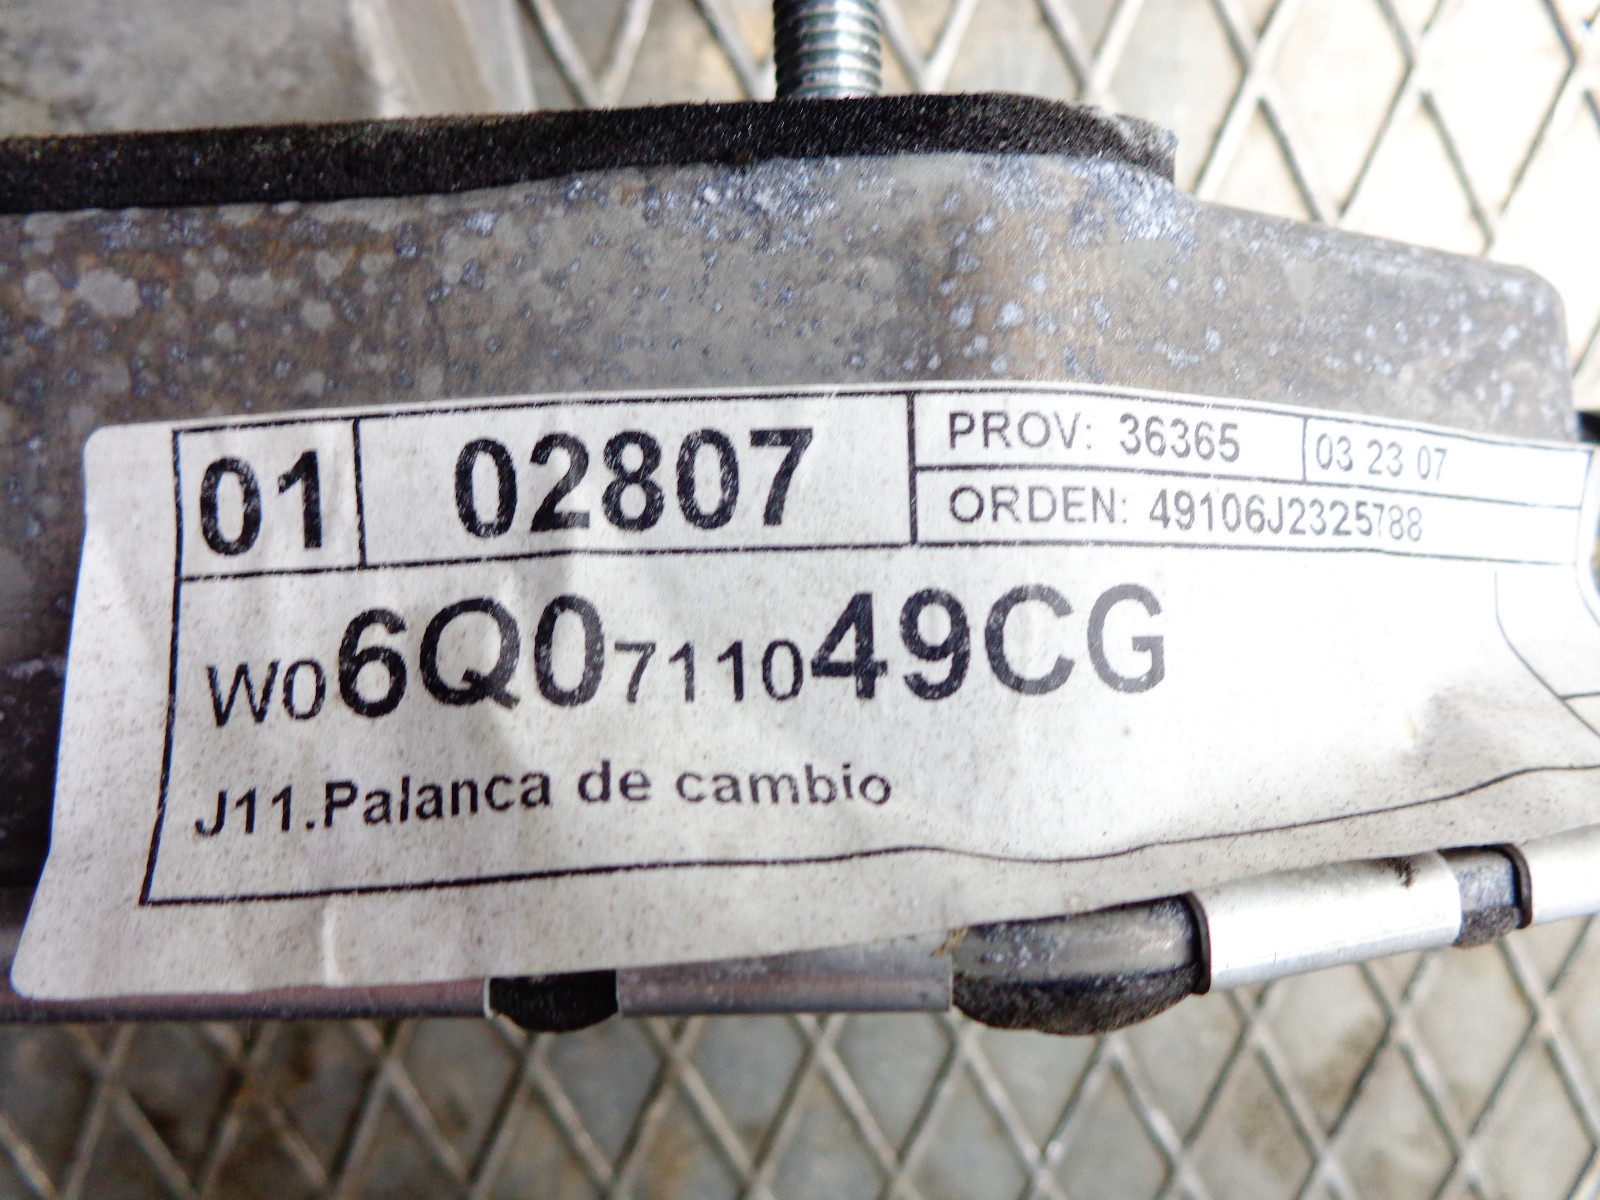 01 02807 PROV: 36365 03 23 07
ORDEN: 49106J2325788
W06Q0711049CG
J11.Palanca de cambio